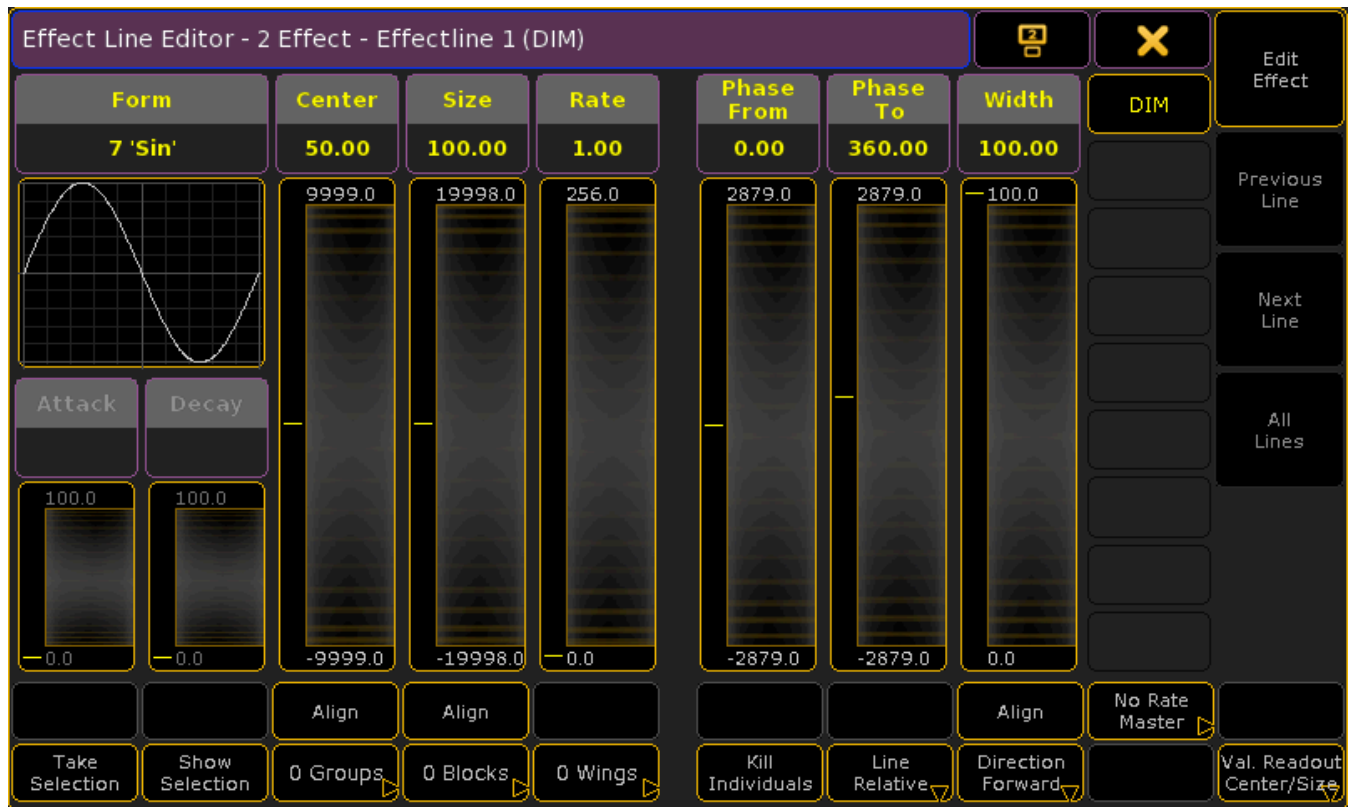 Effect Line Editor - 2 Effect - Effectline 1 (DIM)
2
Edit
Effect
Form
Center
Size
Rate
Phase
From
Phase
To
Width
DIM
7 'Sin'
50.00
100.00
1.00
0.00
360.00
100.00
9999.0
19998.0
256.0
2879.0
2879.0
100.0
Previous
Line
Next
Line
Attack
Decay
All
Lines
100.0
100.0
0.0
0.0
-9999.0
-19998.0
0.0
-2879.0
-2879.0
0.0
Align
Align
Align
No Rate
Master
Take
Selection
Show
Selection
0 Groups
0 Blocks
0 Wings
Kill
Individuals
Line
Relative
Direction
Forward
Val. Readout
Center/Size